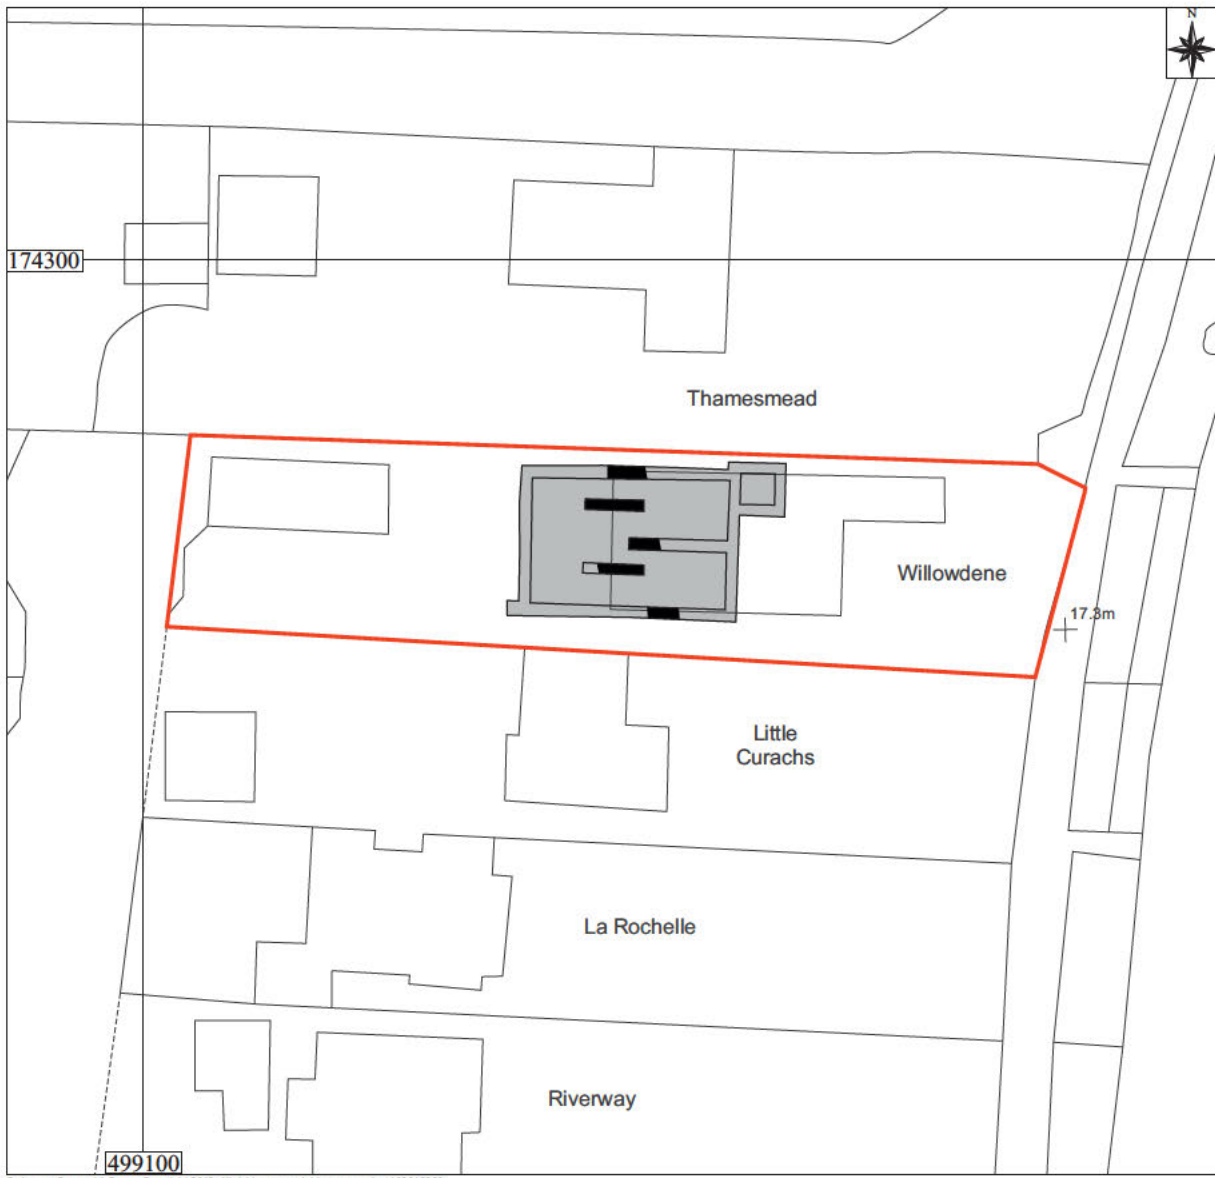 N
174300
Thamesmead
Willowdene
17.3m
Little
Curachs
La Rochelle
Riverway
499100